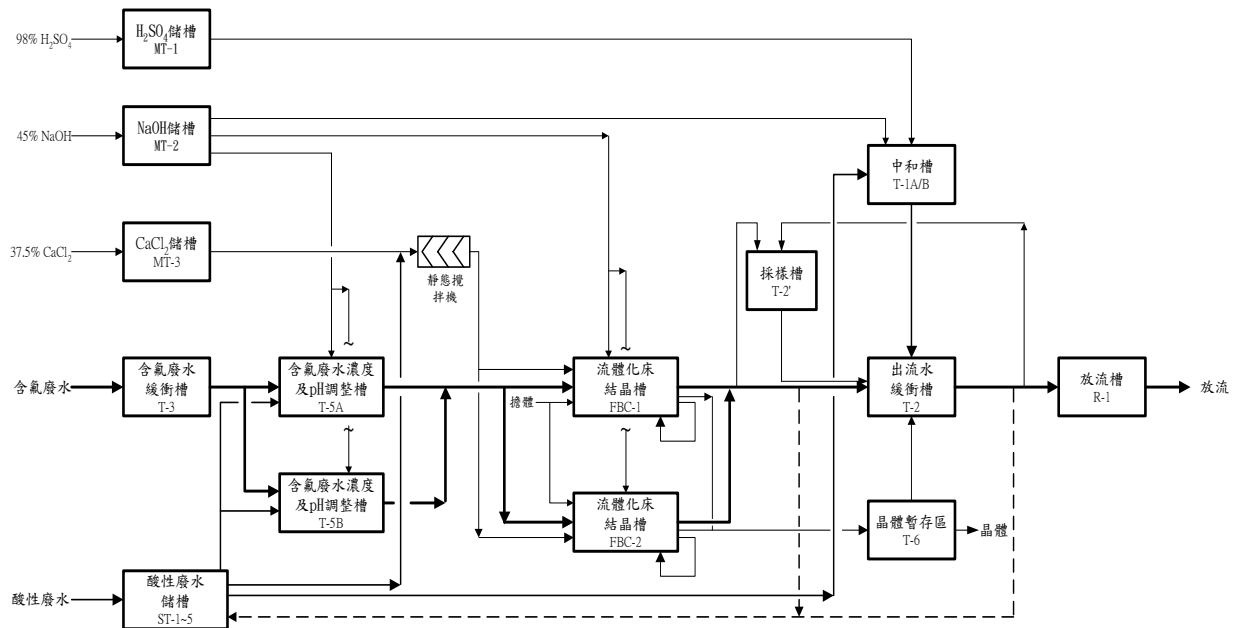 98% H₂SO₄
H₂SO₄儲槽
MT-1
45% NaOH
NaOH儲槽
MT-2
中和槽
T-1A/B
37.5% CaCl₂
CaCl₂儲槽
MT-3
靜態攪
拌機
採樣槽
T-2'
~
~
含氟廢水
含氟廢水
緩衝槽
T-3
含氟廢水濃度
及pH調整槽
T-5A
擔體
流體化床
結晶槽
FBC-1
出流水
緩衝槽
T-2
放流槽
R-1
放流
~
~
含氟廢水濃度
及pH調整槽
T-5B
流體化床
結晶槽
FBC-2
晶體暫存區
T-6
晶體
酸性廢水
酸性廢水
儲槽
ST-1~5